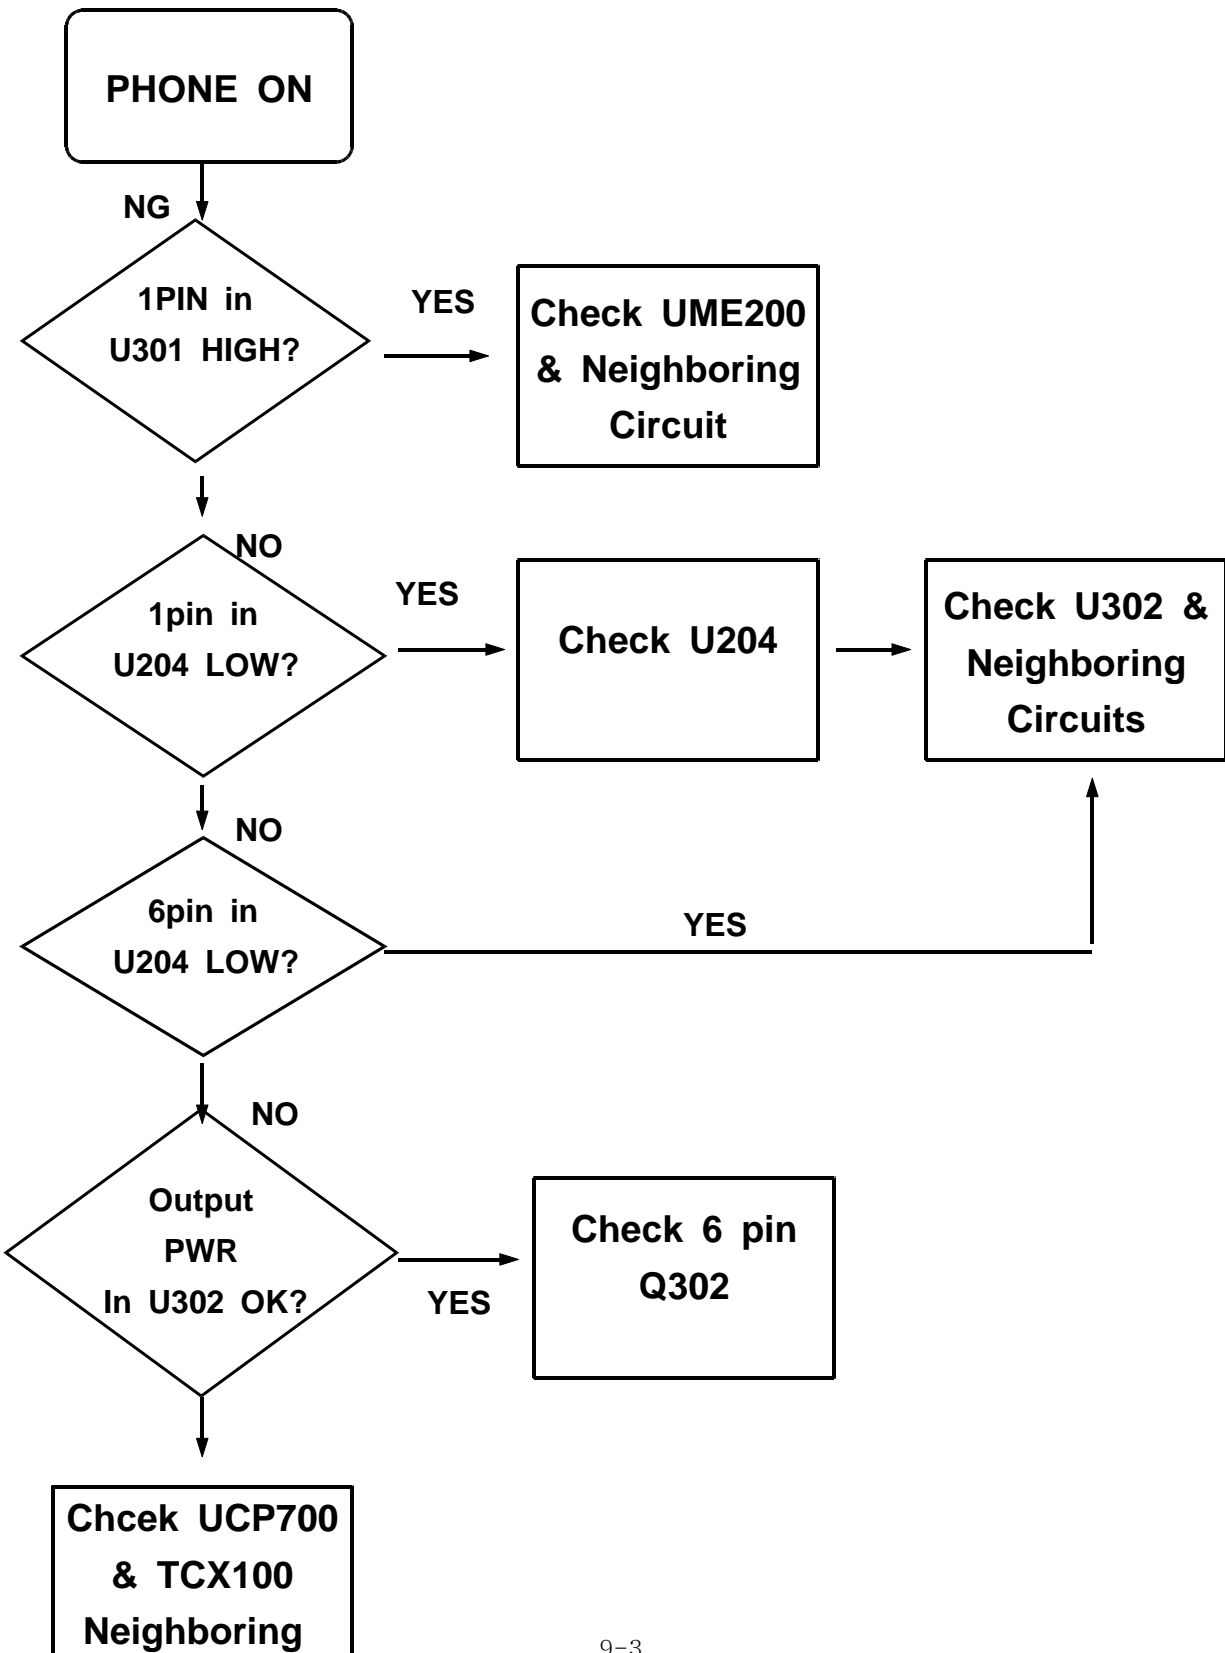 PHONE ON
NG
1PIN in
U301 HIGH?
YES
Check UME200
& Neighboring
Circuit
NO
1pin in
U204 LOW?
YES
Check U204
Check U302 &
Neighboring
Circuits
NO
6pin in
U204 LOW?
YES
NO
Output
PWR
In U302 OK?
YES
Check 6 pin
Q302
Chcek UCP700
& TCX100
Neighboring
9-3